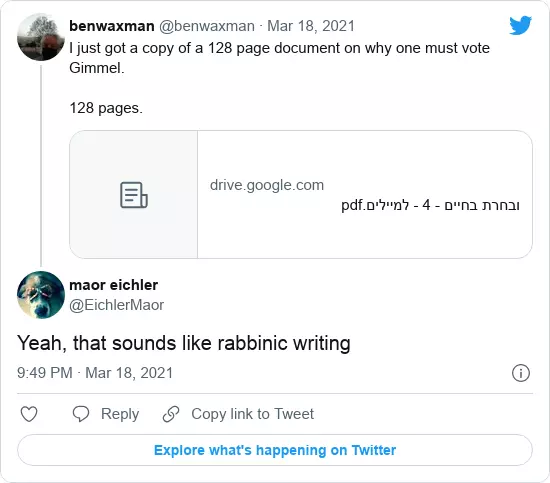 benwaxman @benwaxman · Mar 18, 2021
I just got a copy of a 128 page document on why one must vote
Gimmel.
128 pages.
drive.google.com
ובחרת בחיים - 4 - למיילים.pdf
maor eichler
@EichlerMaor
Yeah, that sounds like rabbinic writing
9:49 PM · Mar 18, 2021
Reply Copy link to Tweet
Explore what's happening on Twitter